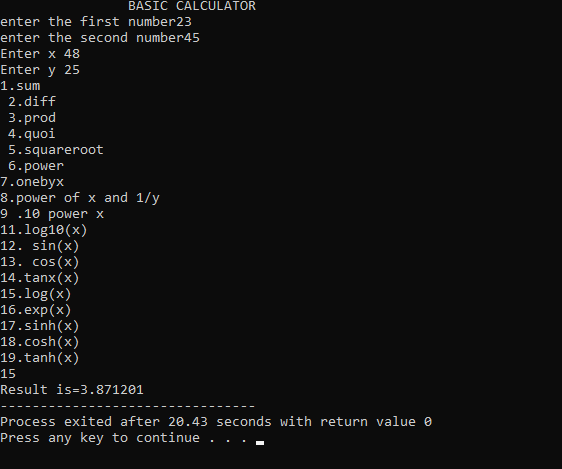 BASIC CALCULATOR
enter the first number23
enter the second number45
Enter x 48
Enter y 25
1.sum
2.diff
3.prod
4.quoi
5.squareroot
6.power
7.onebyx
8.power of x and 1/y
9 .10 power x
11.log10(x)
12. sin(x)
13. cos(x)
14.tanx(x)
15.log(x)
16.exp(x)
17.sinh(x)
18.cosh(x)
19.tanh(x)
15
Result is=3.871201
--------------------------------
Process exited after 20.43 seconds with return value 0
Press any key to continue . . .